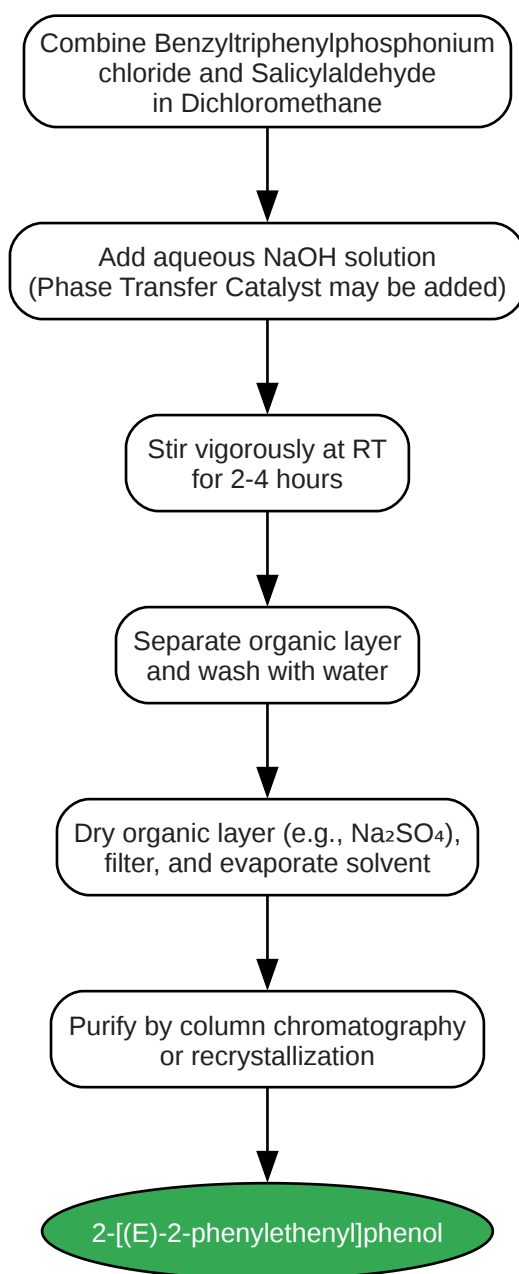 Combine Benzyltriphenylphosphonium
chloride and Salicylaldehyde
in Dichloromethane
Add aqueous NaOH solution
(Phase Transfer Catalyst may be added)
Stir vigorously at RT
for 2-4 hours
Separate organic layer
and wash with water
Dry organic layer (e.g., Na₂SO₄),
filter, and evaporate solvent
Purify by column chromatography
or recrystallization
2-[(E)-2-phenylethenyl]phenol